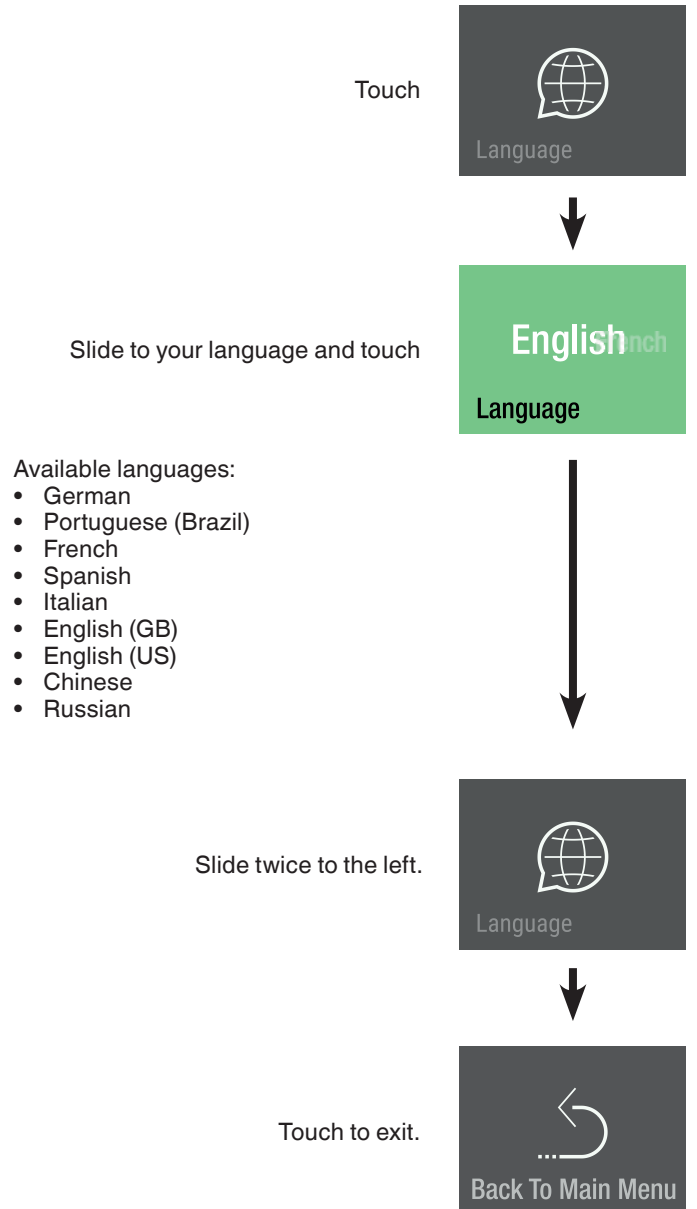 Touch
Language
Slide to your language and touch
English French
Language
Available languages:
• German
• Portuguese (Brazil)
• French
• Spanish
• Italian
• English (GB)
• English (US)
• Chinese
• Russian
Slide twice to the left.
Language
Touch to exit.
Back To Main Menu